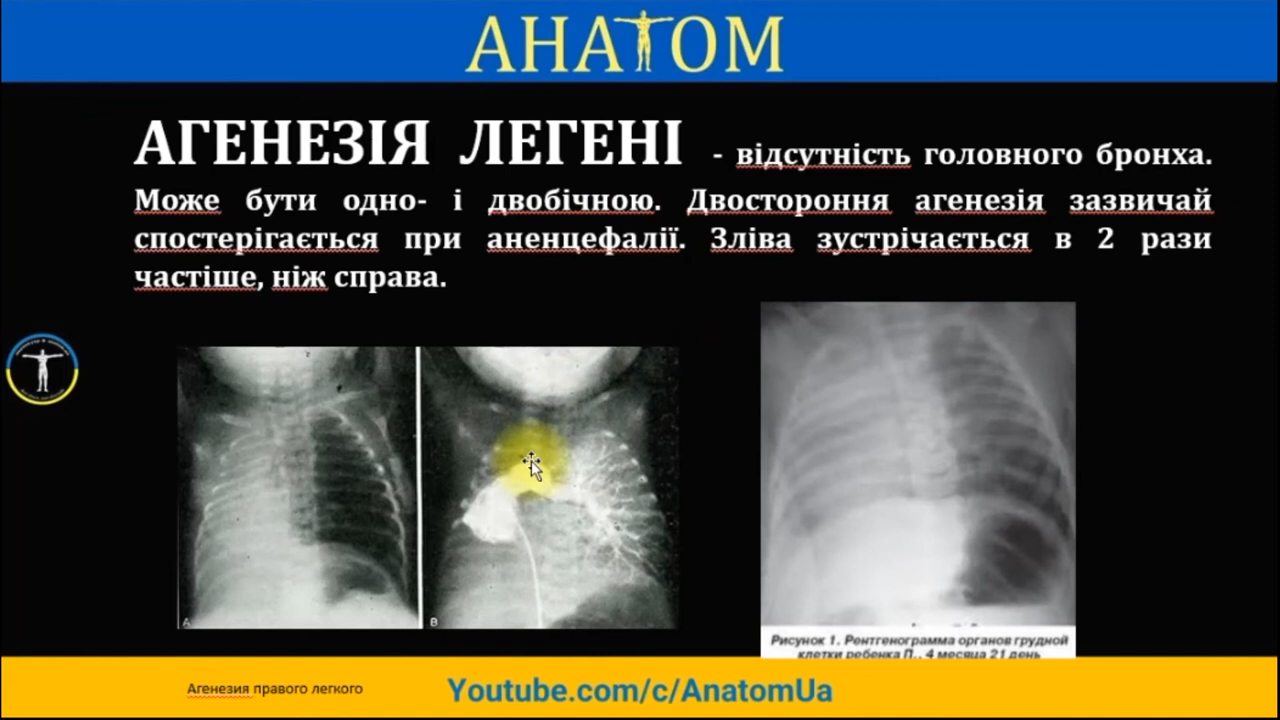 АНАТОМ
АГЕНЕЗІЯ ЛЕГЕНІ - відсутність головного бронха.
Може бути одно- і двобічною. Двостороння агенезія зазвичай
спостерігається при аненцефалії. Зліва зустрічається в 2 рази
частіше, ніж справа.
A
B
Рисунок 1. Рентгенограмма органов грудной
клетки ребенка П., 4 месяца 21 день
Агенезия правого легкого
Youtube.com/c/AnatomUa